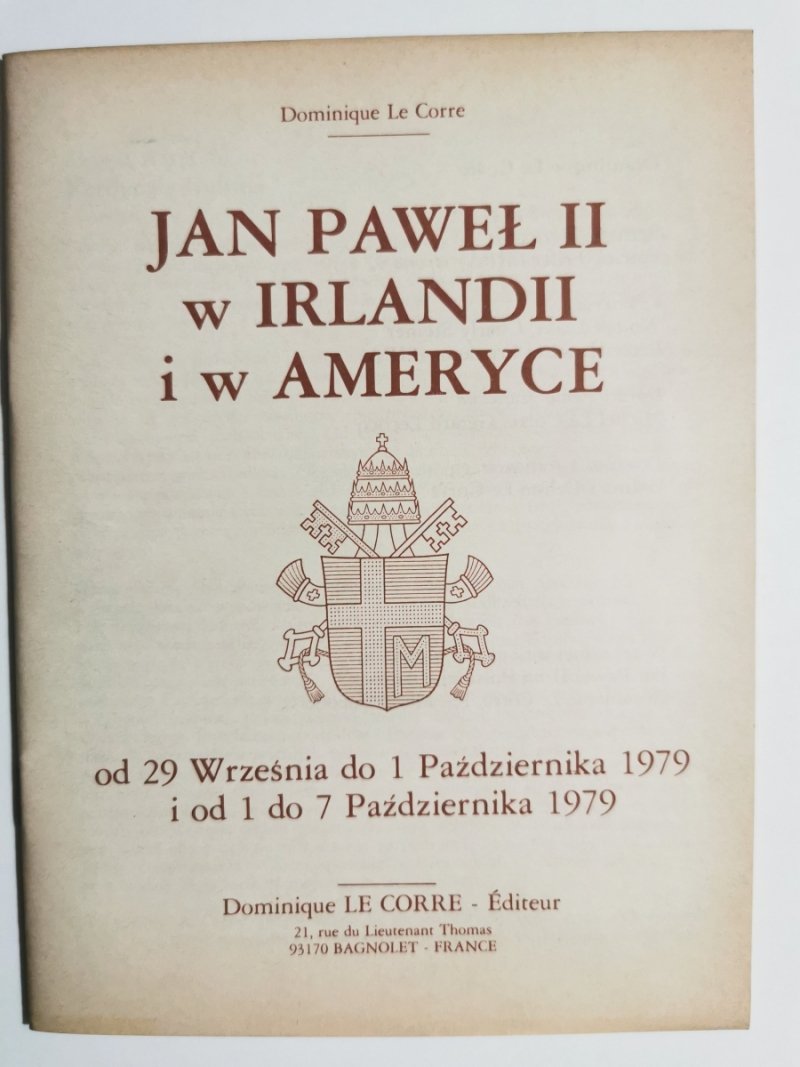 Dominique Le Corre
JAN PAWEŁ II
w IRLANDII
i w AMERYCE
M
od 29 Września do 1 Października 1979
i od 1 do 7 Października 1979
Dominique LE CORRE - Éditeur
21, rue du Lieutenant Thomas
93170 BAGNOLET - FRANCE